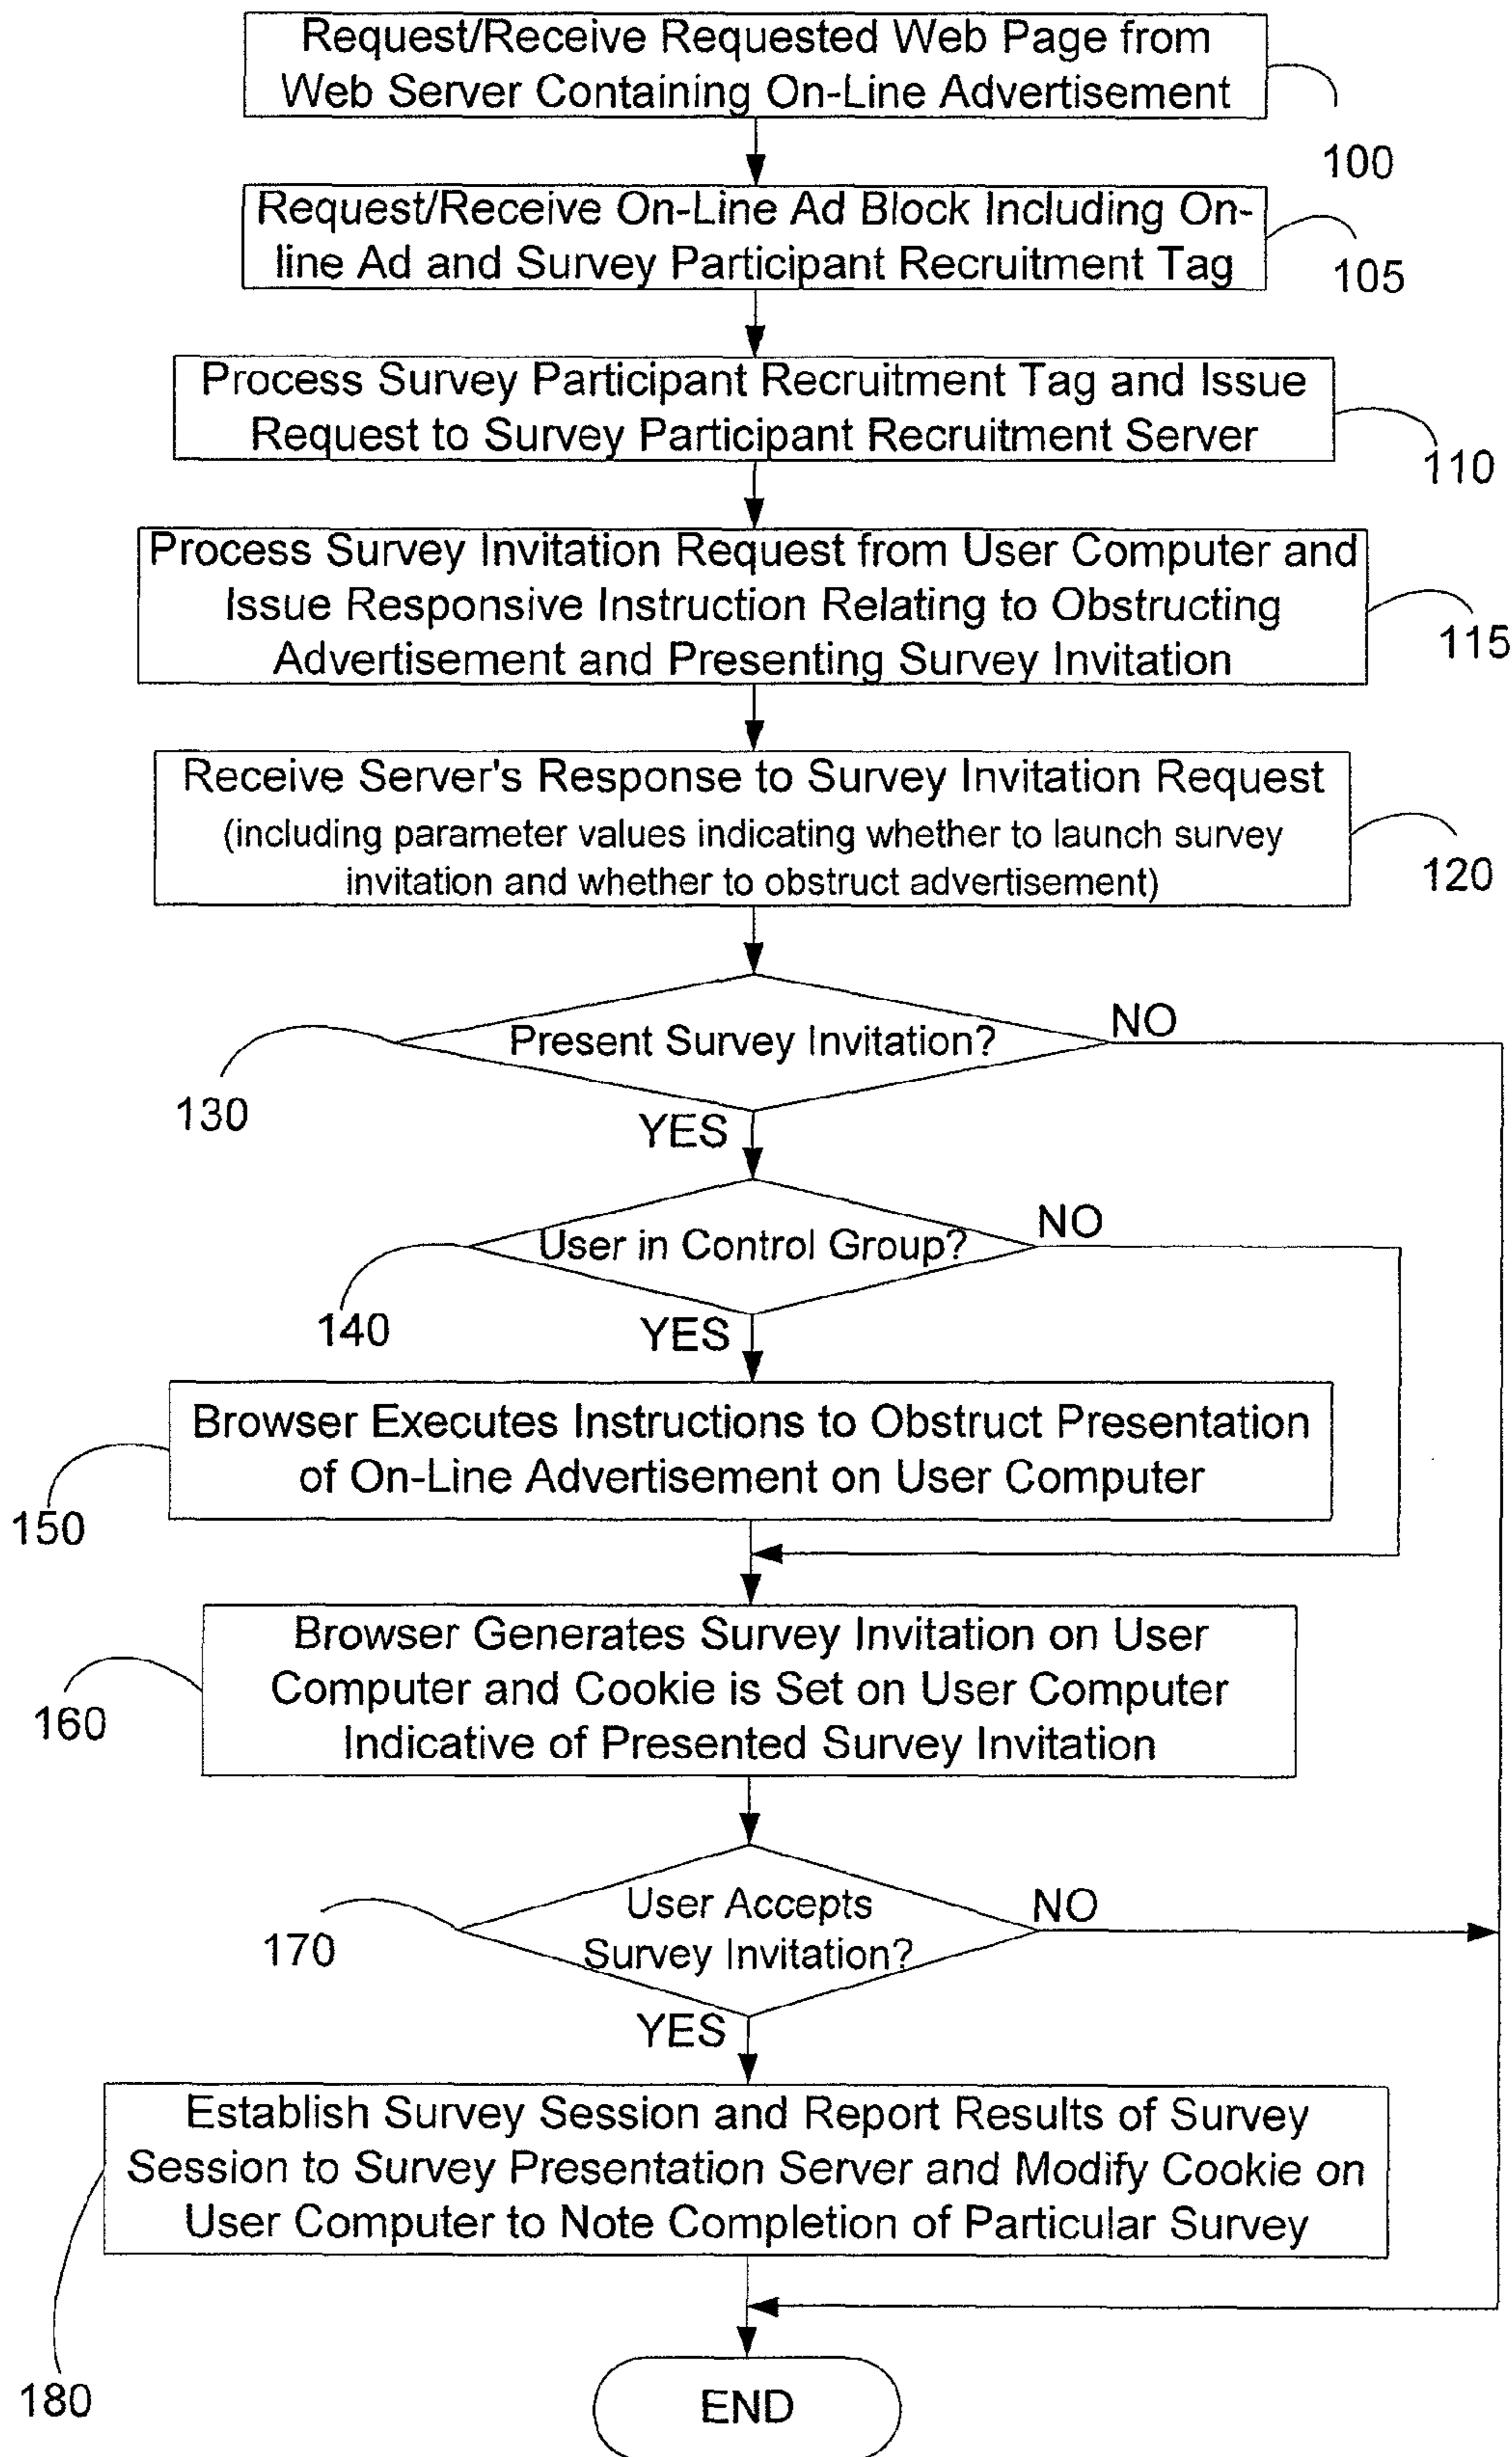 Request/Receive Requested Web Page from
Web Server Containing On-Line Advertisement
100
Request/Receive On-Line Ad Block Including On-
line Ad and Survey Participant Recruitment Tag
105
Process Survey Participant Recruitment Tag and Issue
Request to Survey Participant Recruitment Server
110
Process Survey Invitation Request from User Computer and
Issue Responsive Instruction Relating to Obstructing
Advertisement and Presenting Survey Invitation
115
Receive Server's Response to Survey Invitation Request
(including parameter values indicating whether to launch survey
invitation and whether to obstruct advertisement)
120
Present Survey Invitation?
NO
130
YES
User in Control Group?
NO
140
YES
Browser Executes Instructions to Obstruct Presentation
of On-Line Advertisement on User Computer
150
Browser Generates Survey Invitation on User
Computer and Cookie is Set on User Computer
Indicative of Presented Survey Invitation
160
User Accepts
Survey Invitation?
NO
170
YES
Establish Survey Session and Report Results of Survey
Session to Survey Presentation Server and Modify Cookie on
User Computer to Note Completion of Particular Survey
180
END